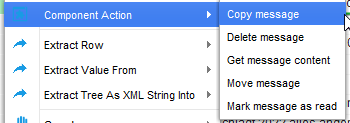 Component Action
Extract Row
Extract Value From
Extract Tree As XML String Into
Copy message
Delete message
Get message content
Move message
Mark message as read